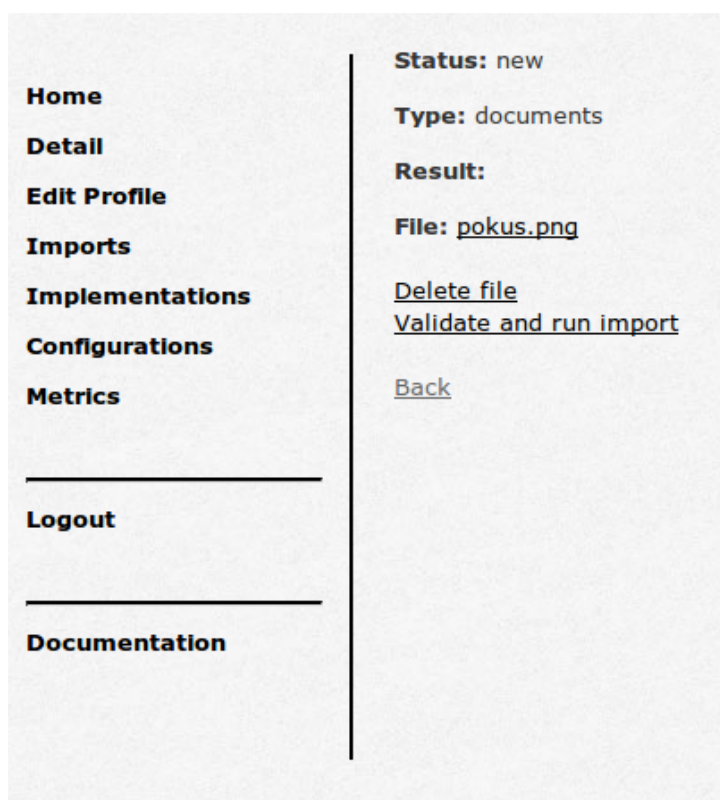 Home
Detail
Edit Profile
Imports
Implementations
Configurations
Metrics
Logout
Documentation
Status: new
Type: documents
Result:
File: pokus.png
Delete file
Validate and run import
Back